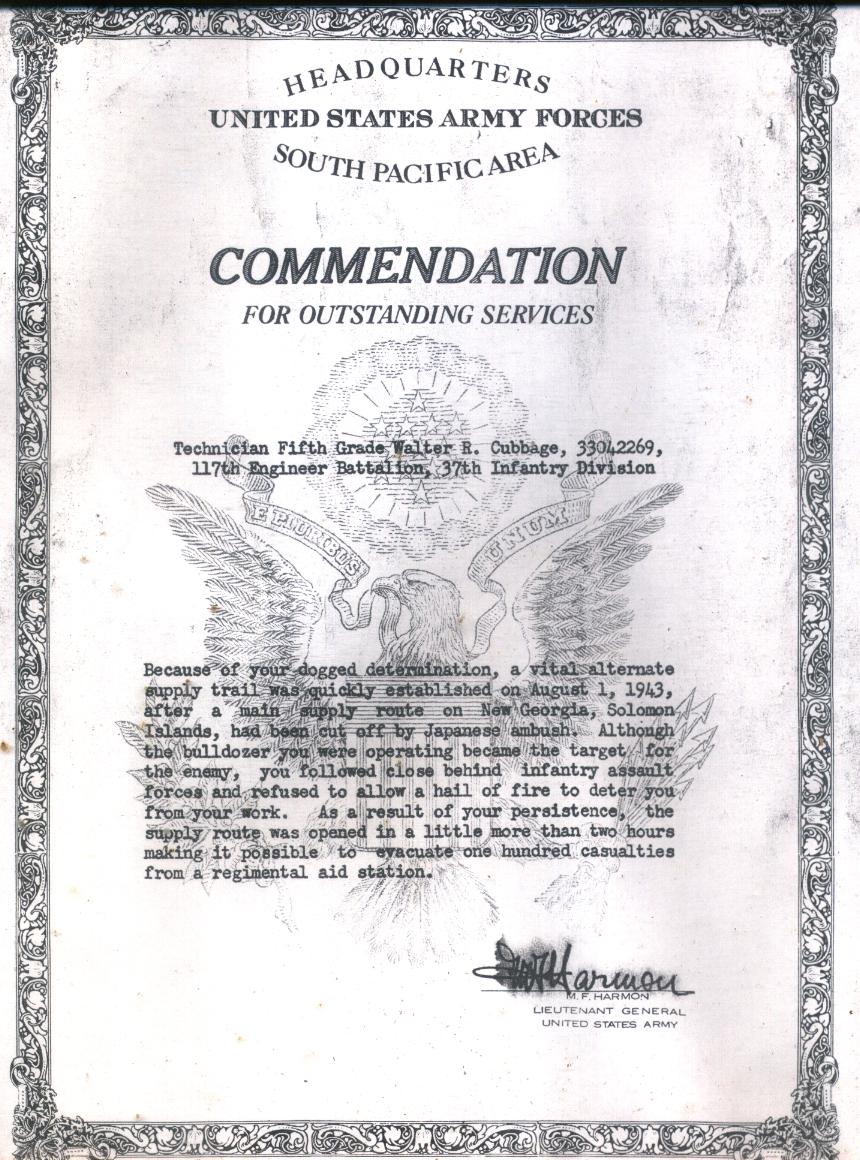 HEADQUARTERS
UNITED STATES ARMY FORCES
SOUTH PACIFIC AREA
COMMENDATION
FOR OUTSTANDING SERVICES
Technician Fifth Grade Walter R. Cubbage, 33042269,
117th Engineer Battalion, 37th Infantry Division
E PLURIBUS UNUM
Because of your dogged determination, a vital alternate
supply trail was quickly established on August 1, 1943,
after a main supply route on New Georgia, Solomon
Islands, had been cut off by Japanese ambush. Although
the bulldozer you were operating became the target for
the enemy, you followed close behind infantry assault
forces and refused to allow a hail of fire to deter you
from your work. As a result of your persistence, the
supply route was opened in a little more than two hours
making it possible to evacuate one hundred casualties
from a regimental aid station.
M F Harmon
M. F. HARMON
LIEUTENANT GENERAL
UNITED STATES ARMY